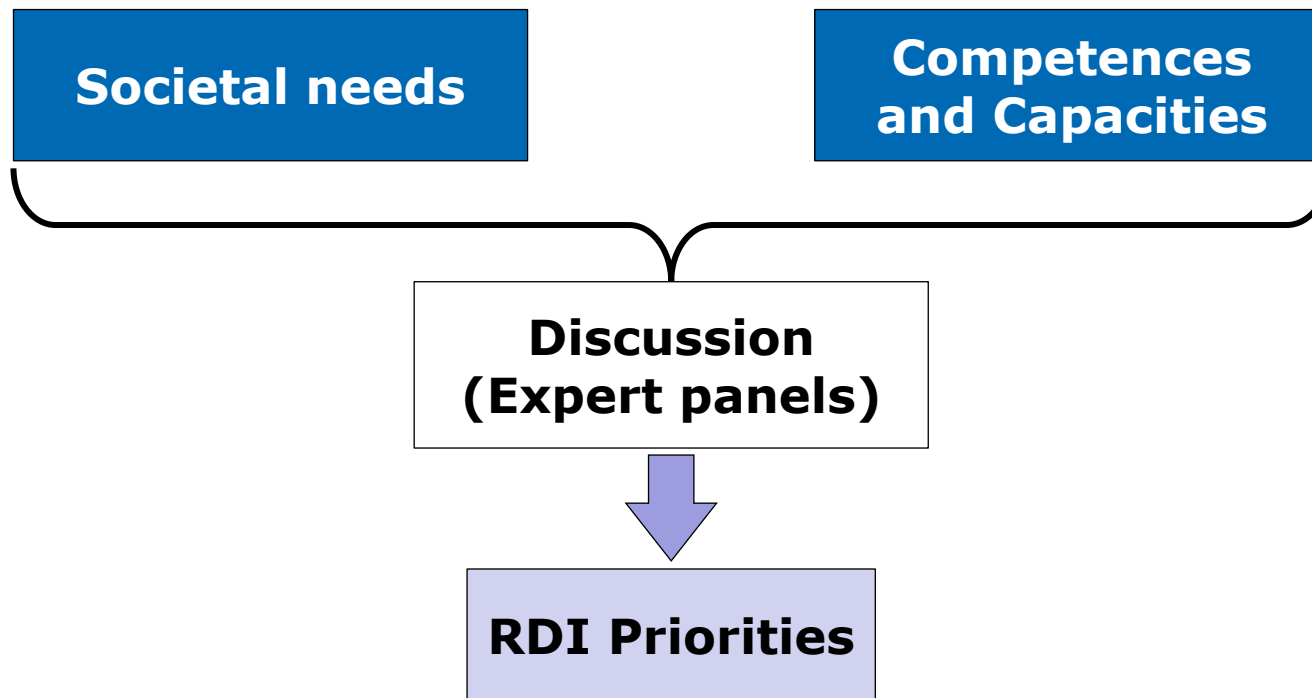 Societal needs
Competences
and Capacities
Discussion
(Expert panels)
RDI Priorities